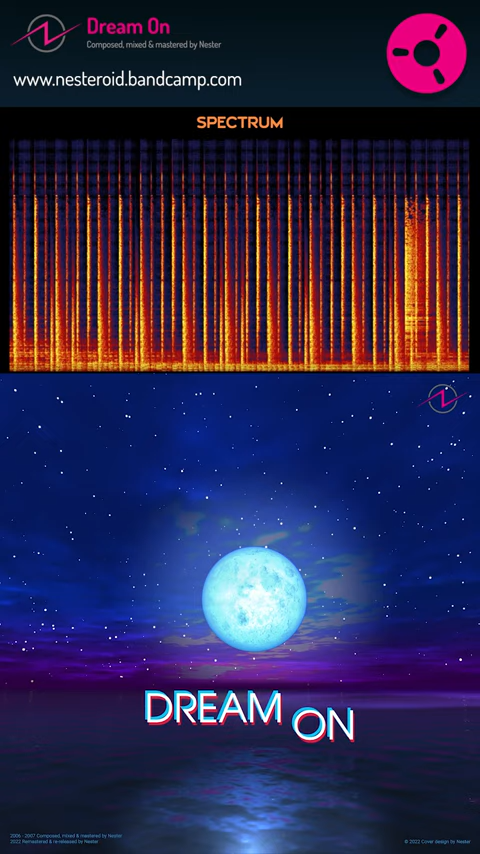 Dream On
Composed, mixed & mastered by Nester
www.nesteroid.bandcamp.com
SPECTRUM
DREAM ON
2006 - 2007 Composed, mixed & mastered by Nester
2022 Remastered & re-released by Nester
© 2022 Cover design by Nester